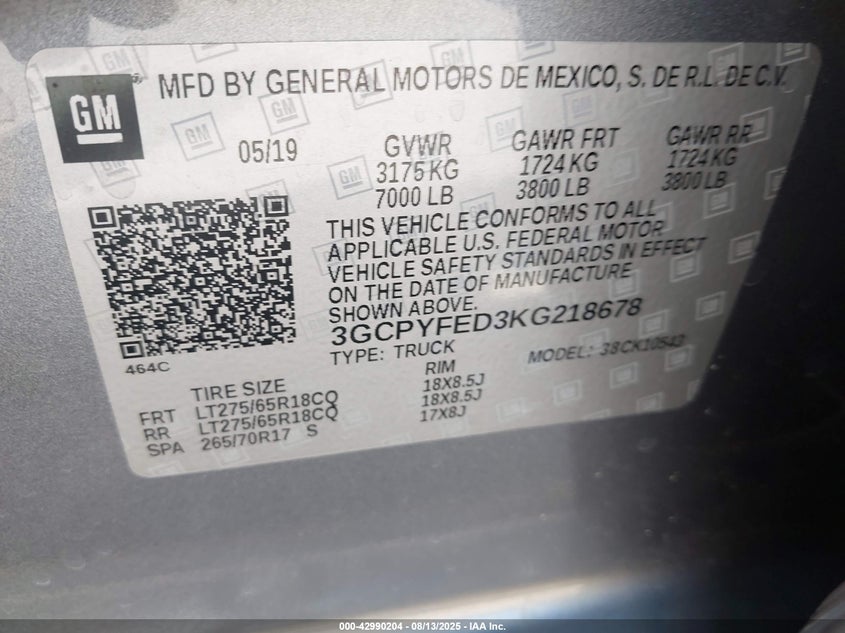 GM
MFD BY GENERAL MOTORS DE MEXICO, S. DE R.L. DE C.V.
05/19
GVWR
3175 KG
7000 LB
GAWR FRT
1724 KG
3800 LB
GAWR RR
1724 KG
3800 LB
THIS VEHICLE CONFORMS TO ALL
APPLICABLE U.S. FEDERAL MOTOR
VEHICLE SAFETY STANDARDS IN EFFECT
ON THE DATE OF MANUFACTURE
SHOWN ABOVE.
3GCPYFED3KG218678
TYPE: TRUCK
MODEL: 38CK10543
464C
TIRE SIZE RIM
FRT LT275/65R18CQ 18X8.5J
RR LT275/65R18CQ 18X8.5J
SPA 265/70R17 S 17X8J
000-42990204 - 08/13/2025 - IAA Inc.